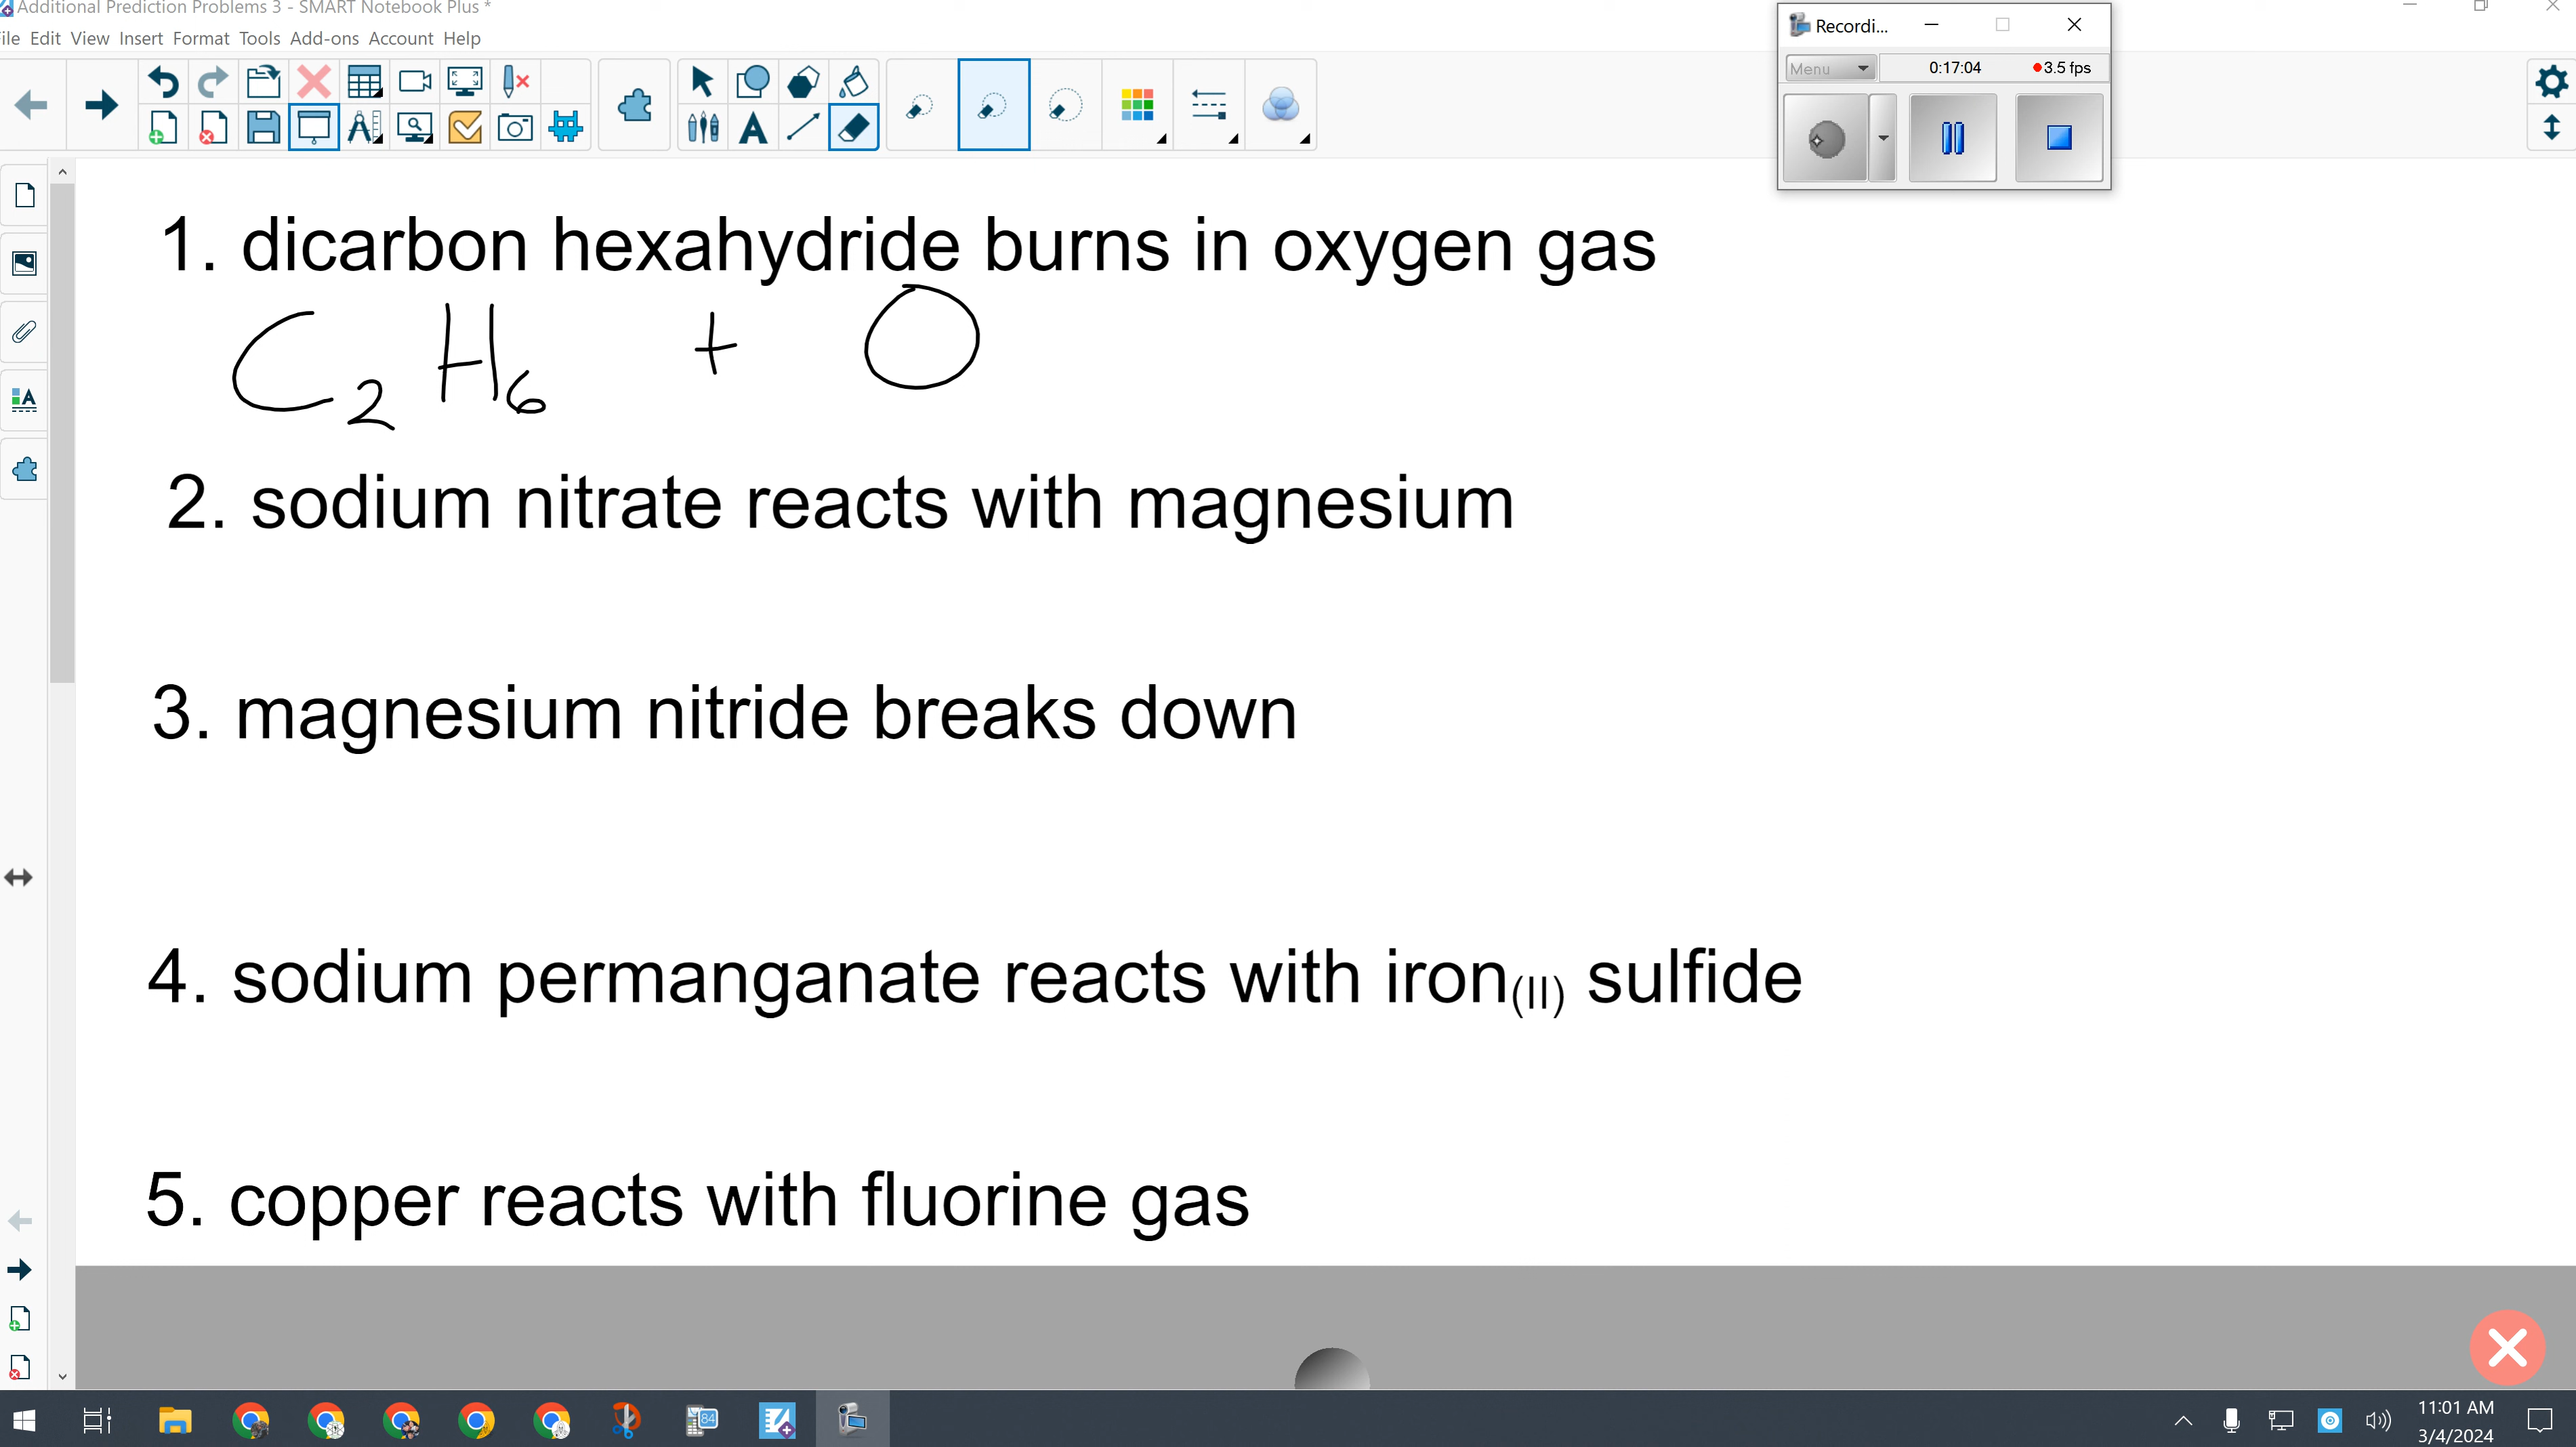 Additional Prediction Problems 3 - SMART Notebook Plus *
ile Edit View Insert Format Tools Add-ons Account Help
Recordi...
Menu 0:17:04 3.5 fps
1. dicarbon hexahydride burns in oxygen gas
C2 H6 + O
2. sodium nitrate reacts with magnesium
3. magnesium nitride breaks down
4. sodium permanganate reacts with iron(II) sulfide
5. copper reacts with fluorine gas
84
11:01 AM
3/4/2024